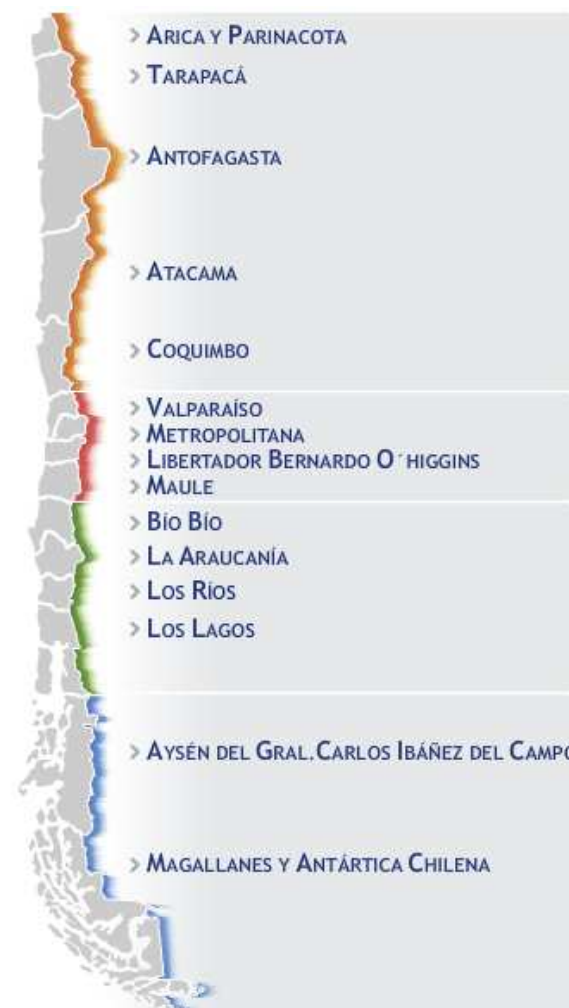 > ARICA Y PARINACOTA
> TARAPACÁ
> ANTOFAGASTA
> ATACAMA
> COQUIMBO
> VALPARAÍSO
> METROPOLITANA
> LIBERTADOR BERNARDO O´HIGGINS
> MAULE
> BÍO BÍO
> LA ARAUCANÍA
> LOS RÍOS
> LOS LAGOS
> AYSÉN DEL GRAL.CARLOS IBÁÑEZ DEL CAMPO
> MAGALLANES Y ANTÁRTICA CHILENA